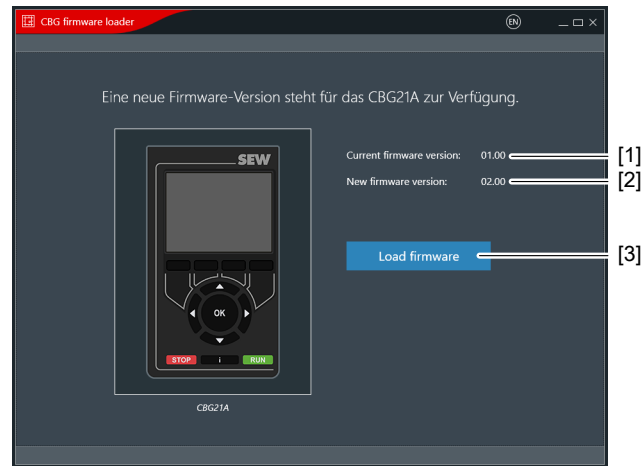 CBG firmware loader
EN
Eine neue Firmware-Version steht für das CBG21A zur Verfügung.
SEW
Current firmware version: 01.00 [1]
New firmware version: 02.00 [2]
Load firmware [3]
OK
STOP i RUN
CBG21A